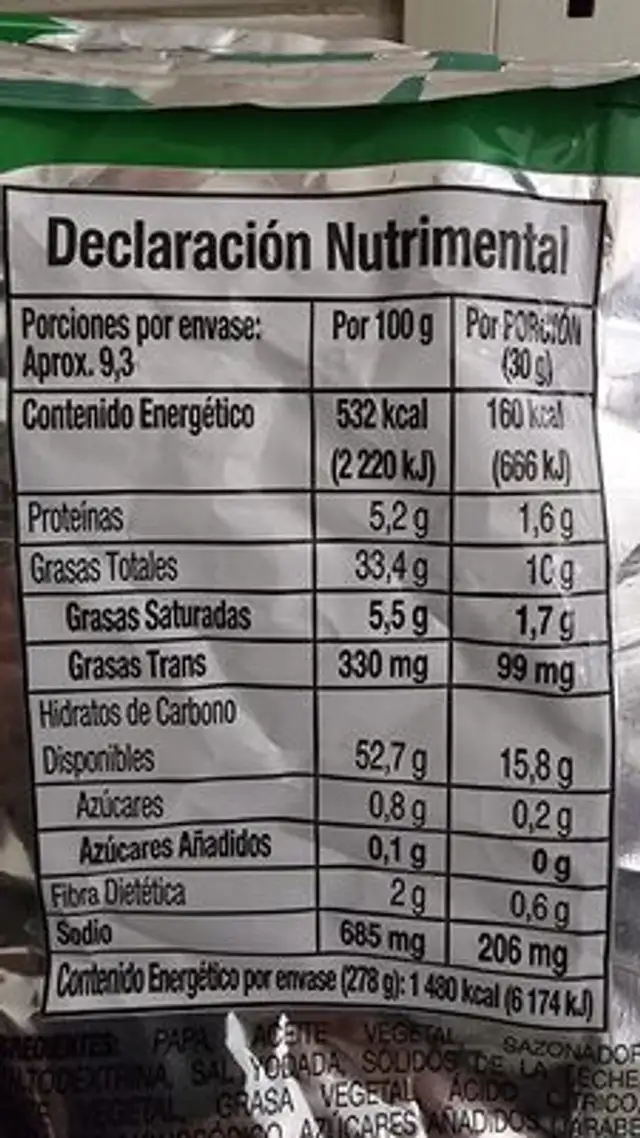 Declaración Nutrimental
Porciones por envase: Aprox. 9,3 Por 100 g Por PORCIÓN (30 g)
Contenido Energético 532 kcal (2 220 kJ) 160 kcal (666 kJ)
Proteínas 5,2 g 1,6 g
Grasas Totales 33,4 g 10 g
Grasas Saturadas 5,5 g 1,7 g
Grasas Trans 330 mg 99 mg
Hidratos de Carbono Disponibles 52,7 g 15,8 g
Azúcares 0,8 g 0,2 g
Azúcares Añadidos 0,1 g 0 g
Fibra Dietética 2 g 0,6 g
Sodio 685 mg 206 mg
Contenido Energético por envase (278 g): 1 480 kcal (6 174 kJ)
PAPA, ACEITE VEGETAL, SAZONADOR
SAL YODADA, SÓLIDOS DE LA LECHE
VEGETAL, GRASA VEGETAL, ÁCIDO CÍTRICO,
AZÚCARES AÑADIDOS